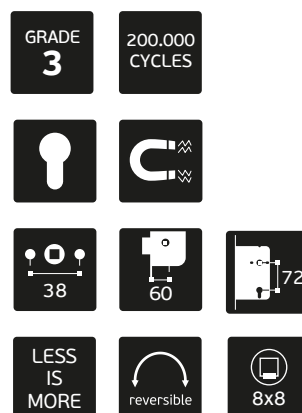 GRADE
3
200.000
CYCLES
38
60
72
LESS
IS
MORE
reversible
8x8